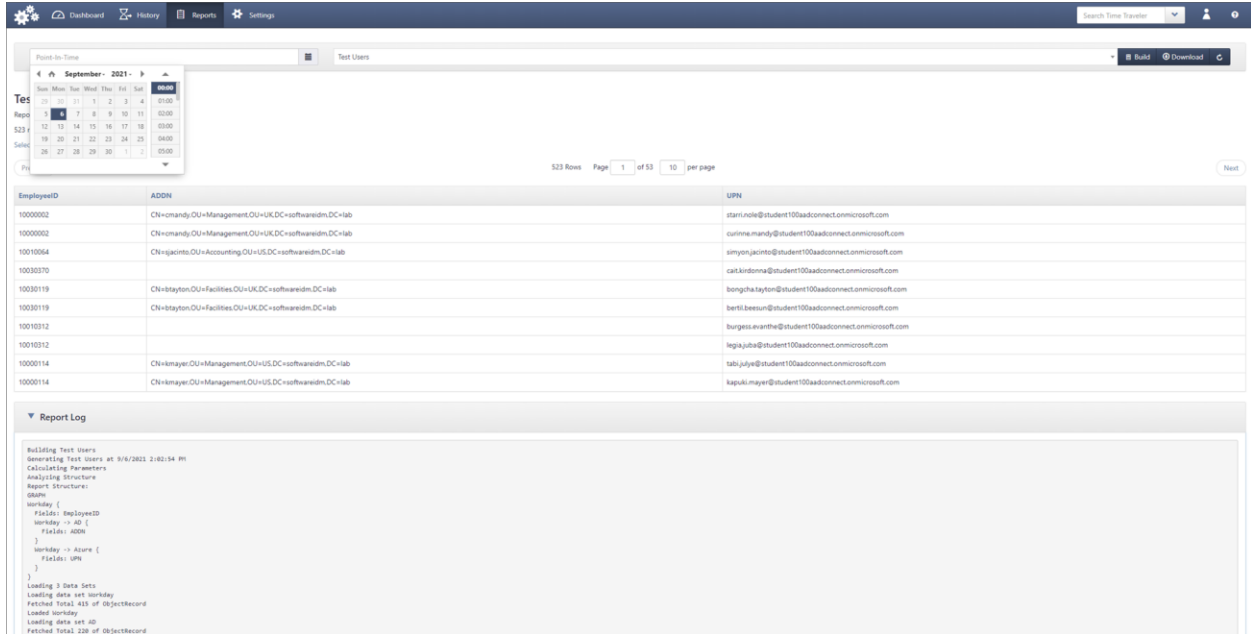 Dashboard History Reports Settings Search Time Traveler
Point-In-Time Test Users Build Download
September - 2021 -
Sun Mon Tue Wed Thu Fri Sat 00:00
29 30 31 1 2 3 4 01:00
5 6 7 8 9 10 11 02:00
12 13 14 15 16 17 18 03:00
19 20 21 22 23 24 25 04:00
26 27 28 29 30 1 2 05:00
Tes
Repo
523 r
Selec
Pr 523 Rows Page 1 of 53 10 per page Next
EmployeeID ADDN UPN
10000002 CN=cmandy,OU=Management,OU=UK,DC=softwareidm,DC=lab starri.nole@student100aadconnect.onmicrosoft.com
10000002 CN=cmandy,OU=Management,OU=UK,DC=softwareidm,DC=lab curinne.mandy@student100aadconnect.onmicrosoft.com
10010064 CN=sjacinto,OU=Accounting,OU=US,DC=softwareidm,DC=lab simyon.jacinto@student100aadconnect.onmicrosoft.com
10030370 cait.kirdonna@student100aadconnect.onmicrosoft.com
10030119 CN=btayton,OU=Facilities,OU=UK,DC=softwareidm,DC=lab bongcha.tayton@student100aadconnect.onmicrosoft.com
10030119 CN=btayton,OU=Facilities,OU=UK,DC=softwareidm,DC=lab bertil.beesun@student100aadconnect.onmicrosoft.com
10010312 burgess.evanthe@student100aadconnect.onmicrosoft.com
10010312 legia.juba@student100aadconnect.onmicrosoft.com
10000114 CN=kmayer,OU=Management,OU=US,DC=softwareidm,DC=lab tabi.julye@student100aadconnect.onmicrosoft.com
10000114 CN=kmayer,OU=Management,OU=US,DC=softwareidm,DC=lab kapuki.mayer@student100aadconnect.onmicrosoft.com
Report Log
Building Test Users
Generating Test Users at 9/6/2021 2:02:54 PM
Calculating Parameters
Analyzing Structure
Report Structure:
GRAPH
Workday {
Fields: EmployeeID
Workday -> AD {
Fields: ADDN
}
Workday -> Azure {
Fields: UPN
}
}
Loading 3 Data Sets
Loading data set Workday
Fetched Total 415 of ObjectRecord
Loaded Workday
Loading data set AD
Fetched Total 220 of ObjectRecord